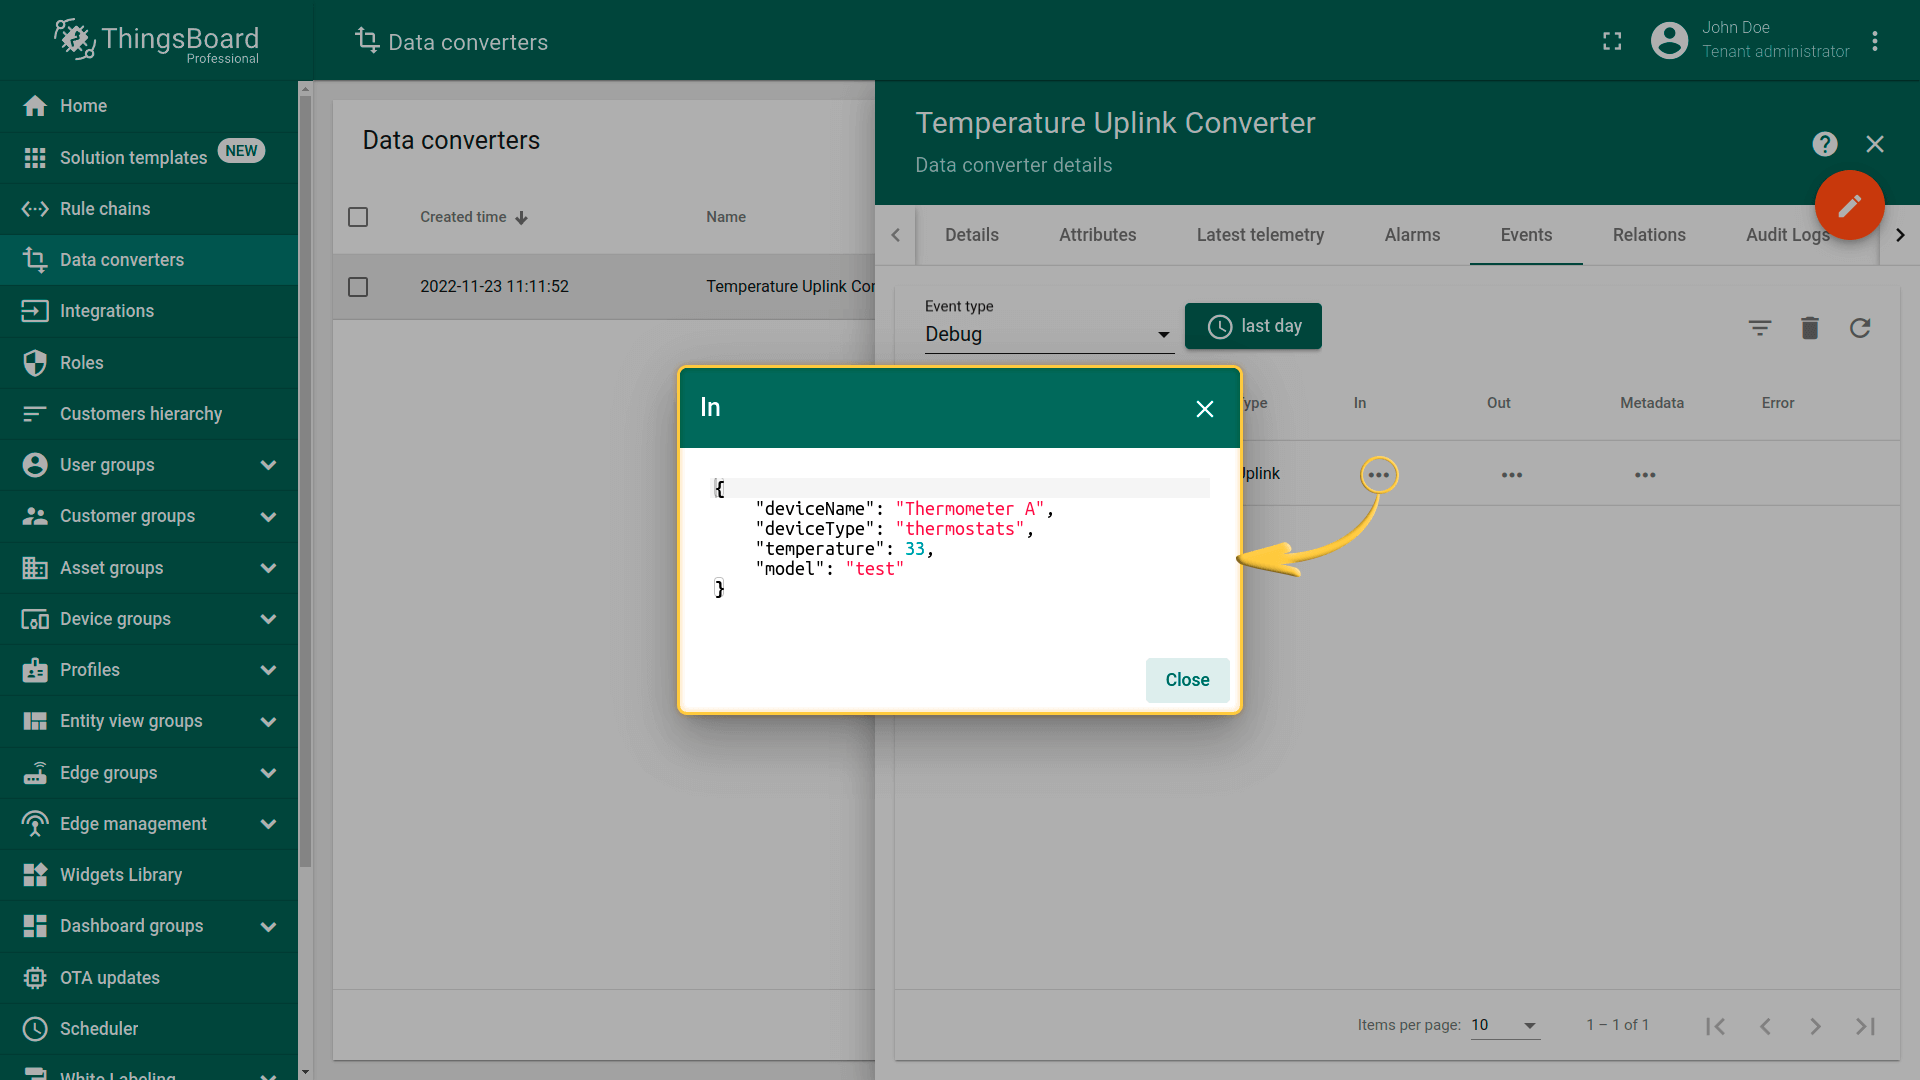 ThingsBoard
Professional
Data converters
John Doe
Tenant administrator
Home
Solution templates
NEW
Rule chains
Data converters
Integrations
Roles
Customers hierarchy
User groups
Customer groups
Asset groups
Device groups
Profiles
Entity view groups
Edge groups
Edge management
Widgets Library
Dashboard groups
OTA updates
Scheduler
White Labeling
Data converters
Created time
Name
2022-11-23 11:11:52
Temperature Uplink Cor
Temperature Uplink Converter
Data converter details
Details
Attributes
Latest telemetry
Alarms
Events
Relations
Audit Logs
Event type
Debug
last day
ype
In
Out
Metadata
Error
Uplink
In
{
"deviceName": "Thermometer A",
"deviceType": "thermostats",
"temperature": 33,
"model": "test"
}
Close
Items per page: 10
1 – 1 of 1